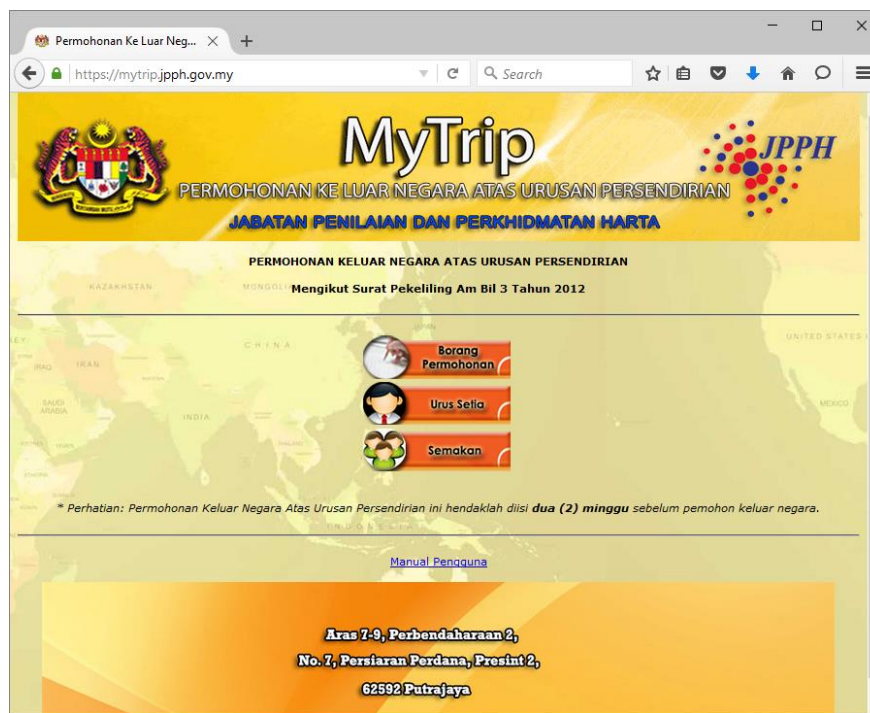 Permohonan Ke Luar Neg...
https://mytrip.jpph.gov.my
Search
MyTrip
JPPH
PERMOHONAN KE LUAR NEGARA ATAS URUSAN PERSENDIRIAN
JABATAN PENILAIAN DAN PERKHIDMATAN HARTA
PERMOHONAN KELUAR NEGARA ATAS URUSAN PERSENDIRIAN
Mengikut Surat Pekeliling Am Bil 3 Tahun 2012
KAZAKHSTAN
MONGOL
CHINA
JAPAN
UNITED STATES
IRAQ
IRAN
SAUDI
ARABIA
INDIA
MEXICO
Borang
Permohonan
Urus Setia
Semakan
* Perhatian: Permohonan Keluar Negara Atas Urusan Persendirian ini hendaklah diisi dua (2) minggu sebelum pemohon keluar negara.
INDONESIA
Manual Pengguna
Aras 7-9, Perbendaharaan 2,
No. 7, Persiaran Perdana, Presint 2,
62592 Putrajaya